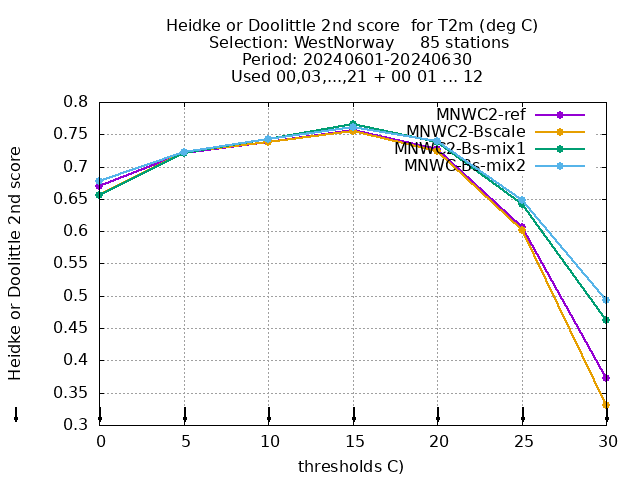 Heidke or Doolittle 2nd score  for T2m (deg C)
Selection: WestNorway     85 stations
Period: 20240601-20240630
Used 00,03,...,21 + 00 01 ... 12
Heidke or Doolittle 2nd score
0.8
0.75
0.7
0.65
0.6
0.55
0.5
0.45
0.4
0.35
0.3
MNWC2-ref
MNWC2-Bscale
MNWC2-Bs-mix1
MNWC-Bs-mix2
0 5 10 15 20 25 30
thresholds C)